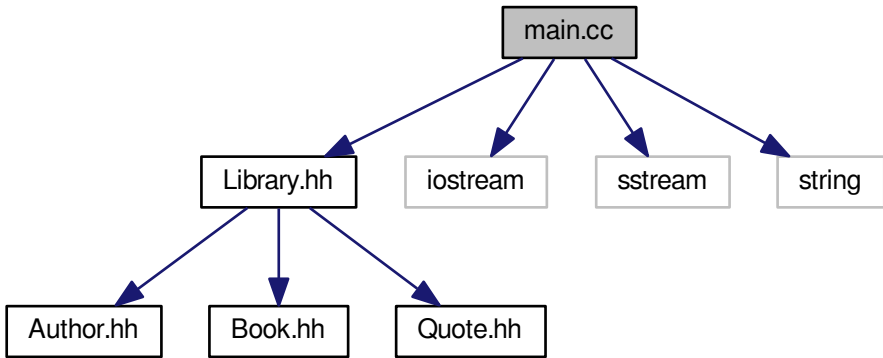 main.cc
Library.hh
iostream
sstream
string
Author.hh
Book.hh
Quote.hh